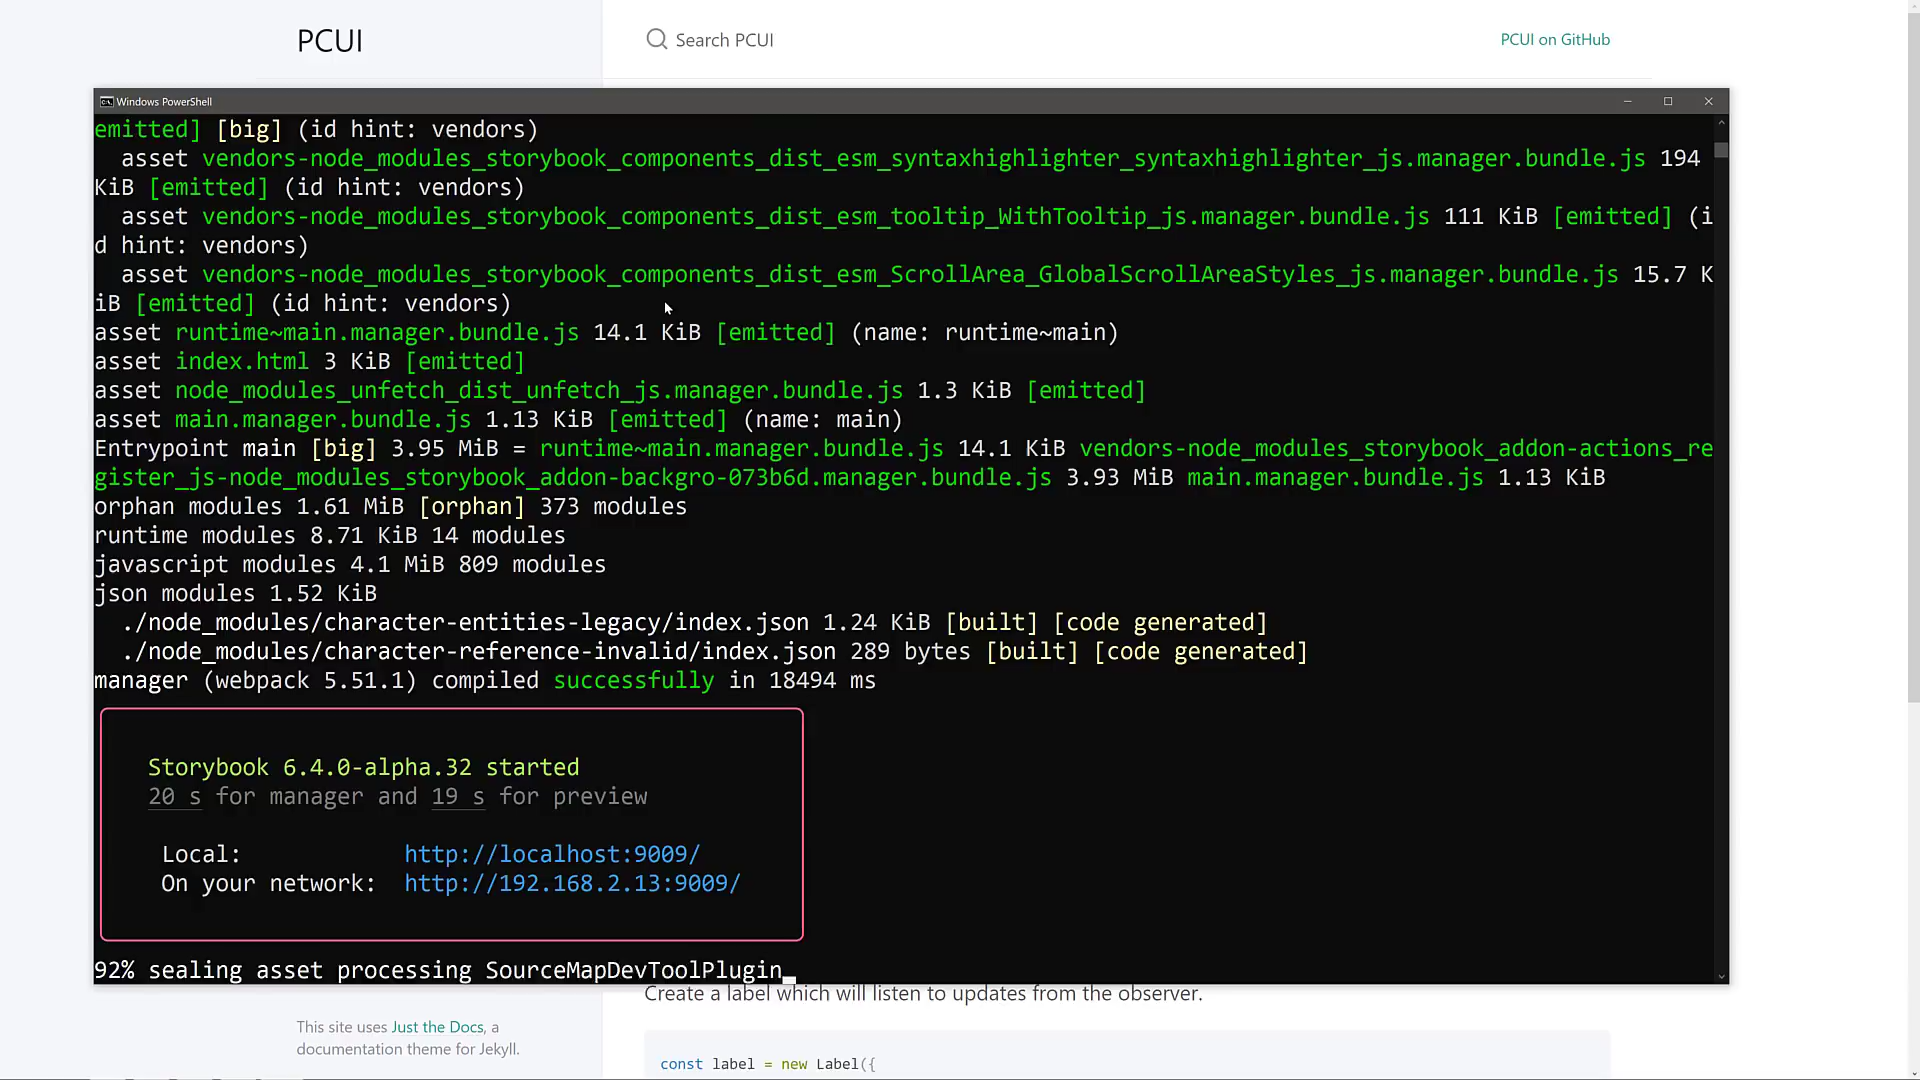 PCUI
Search PCUI
PCUI on GitHub
Windows PowerShell
emitted] [big] (id hint: vendors)
asset vendors-node_modules_storybook_components_dist_esm_syntaxhighlighter_syntaxhighlighter_js.manager.bundle.js 194
KiB [emitted] (id hint: vendors)
asset vendors-node_modules_storybook_components_dist_esm_tooltip_WithTooltip_js.manager.bundle.js 111 KiB [emitted] (i
d hint: vendors)
asset vendors-node_modules_storybook_components_dist_esm_ScrollArea_GlobalScrollAreaStyles_js.manager.bundle.js 15.7 K
iB [emitted] (id hint: vendors)
asset runtime~main.manager.bundle.js 14.1 KiB [emitted] (name: runtime~main)
asset index.html 3 KiB [emitted]
asset node_modules_unfetch_dist_unfetch_js.manager.bundle.js 1.3 KiB [emitted]
asset main.manager.bundle.js 1.13 KiB [emitted] (name: main)
Entrypoint main [big] 3.95 MiB = runtime~main.manager.bundle.js 14.1 KiB vendors-node_modules_storybook_addon-actions_re
gister_js-node_modules_storybook_addon-backgro-073b6d.manager.bundle.js 3.93 MiB main.manager.bundle.js 1.13 KiB
orphan modules 1.61 MiB [orphan] 373 modules
runtime modules 8.71 KiB 14 modules
javascript modules 4.1 MiB 809 modules
json modules 1.52 KiB
./node_modules/character-entities-legacy/index.json 1.24 KiB [built] [code generated]
./node_modules/character-reference-invalid/index.json 289 bytes [built] [code generated]
manager (webpack 5.51.1) compiled successfully in 18494 ms
Storybook 6.4.0-alpha.32 started
20 s for manager and 19 s for preview
Local: http://localhost:9009/
On your network: http://192.168.2.13:9009/
92% sealing asset processing SourceMapDevToolPlugin
Create a label which will listen to updates from the observer.
This site uses Just the Docs, a
documentation theme for Jekyll.
const label = new Label({